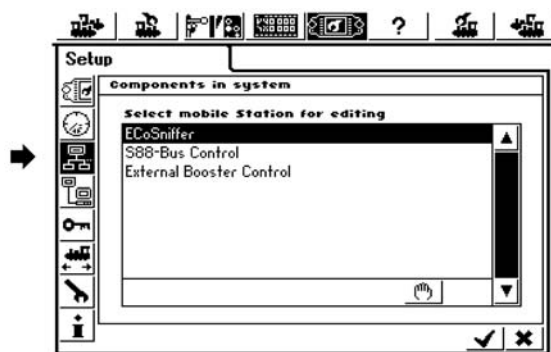 ?
Setup
Components in system
Select mobile Station for editing
ECoSniffer
S88-Bus Control
External Booster Control
i